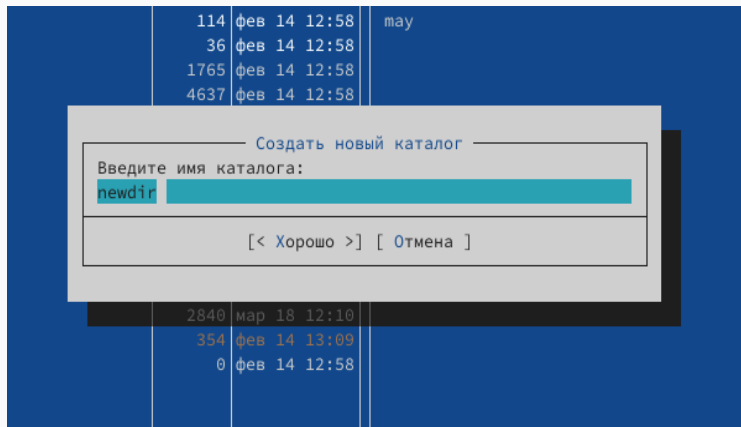 114 фев 14 12:58 may
36 фев 14 12:58
1765 фев 14 12:58
4637 фев 14 12:58
Создать новый каталог
Введите имя каталога:
newdir
[< Хорошо >] [ Отмена ]
2840 мар 18 12:10
354 фев 14 13:09
0 фев 14 12:58